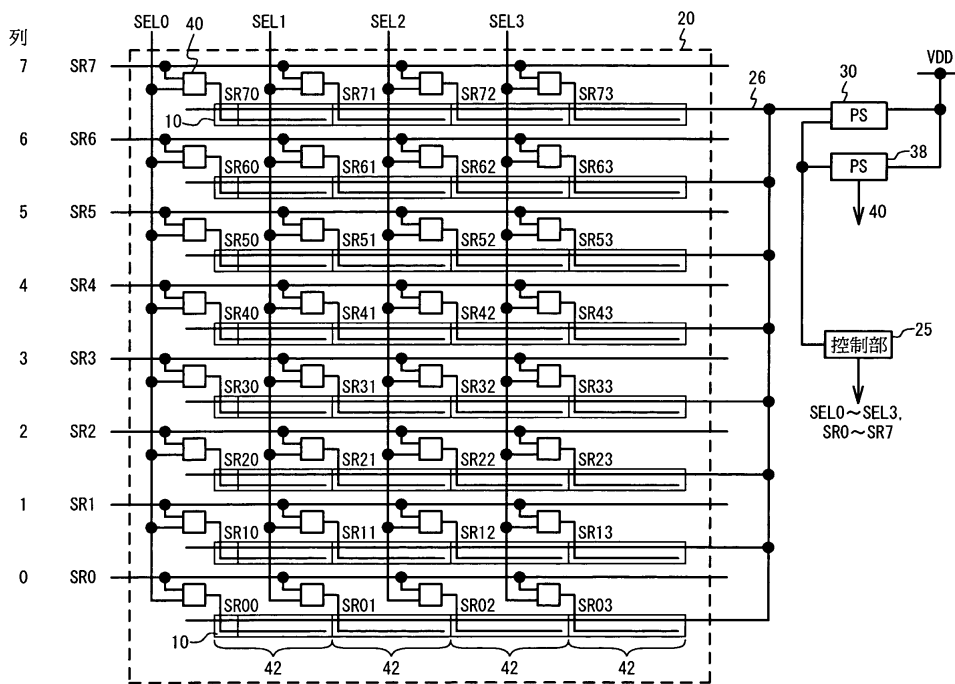 SEL0 SEL1 SEL2 SEL3
列 40 20 VDD
7 SR7
SR70 SR71 SR72 SR73 26 30
10 PS
6 SR6 38
SR60 SR61 SR62 SR63 PS
40
5 SR5
SR50 SR51 SR52 SR53
4 SR4
SR40 SR41 SR42 SR43
25
控制部
3 SR3
SR30 SR31 SR32 SR33
SEL0～SEL3,
SR0～SR7
2 SR2
SR20 SR21 SR22 SR23
1 SR1
SR10 SR11 SR12 SR13
0 SR0
SR00 SR01 SR02 SR03
10
42 42 42 42